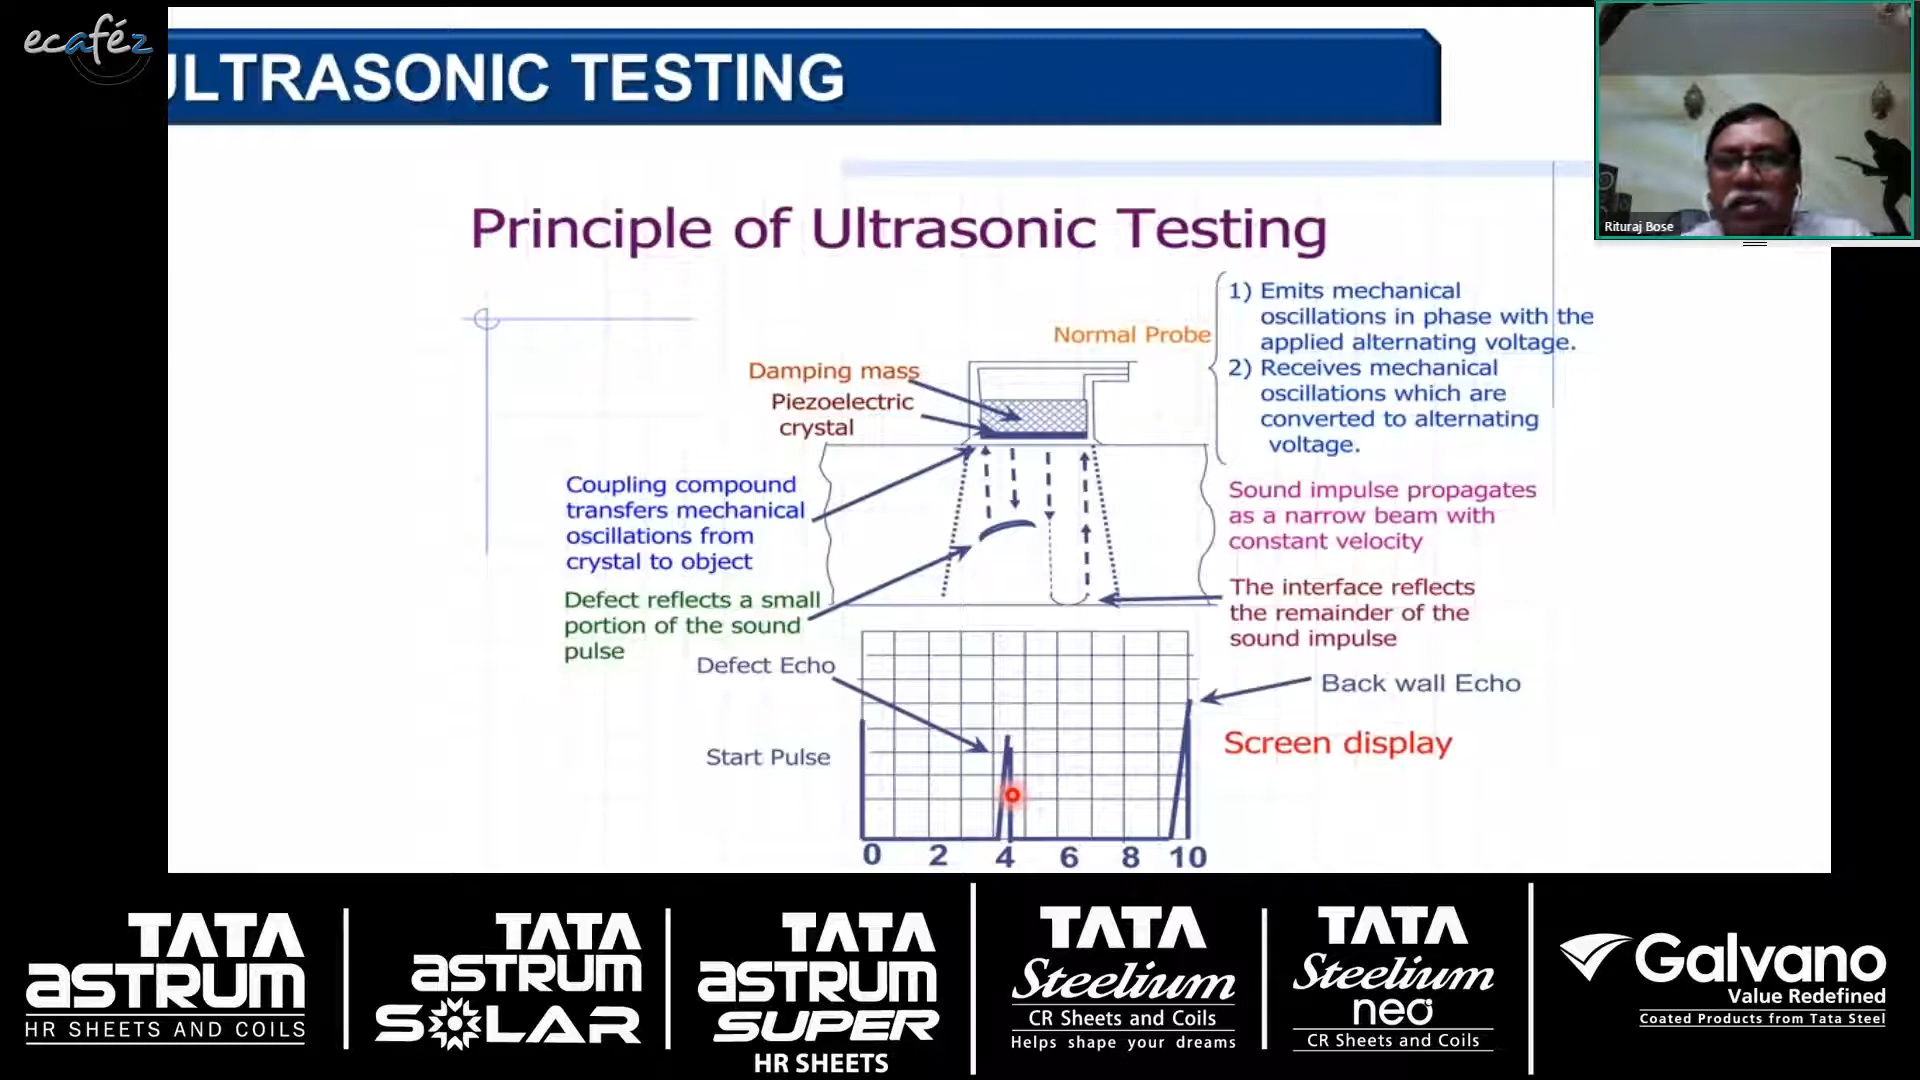 ecaféz
ULTRASONIC TESTING
Rituraj Bose
Principle of Ultrasonic Testing
Normal Probe
1) Emits mechanical
oscillations in phase with the
applied alternating voltage.
2) Receives mechanical
oscillations which are
converted to alternating
voltage.
Damping mass
Piezoelectric
crystal
Coupling compound
transfers mechanical
oscillations from
crystal to object
Sound impulse propagates
as a narrow beam with
constant velocity
Defect reflects a small
portion of the sound
pulse
The interface reflects
the remainder of the
sound impulse
Defect Echo
Back wall Echo
Start Pulse
Screen display
0 2 4 6 8 10
TATA
ASTRUM
HR SHEETS AND COILS
TATA
ASTRUM
SOLAR
TATA
ASTRUM
SUPER
HR SHEETS
TATA
Steelium
CR Sheets and Coils
Helps shape your dreams
TATA
Steelium
neo
CR Sheets and Coils
Galvano
Value Redefined
Coated Products from Tata Steel